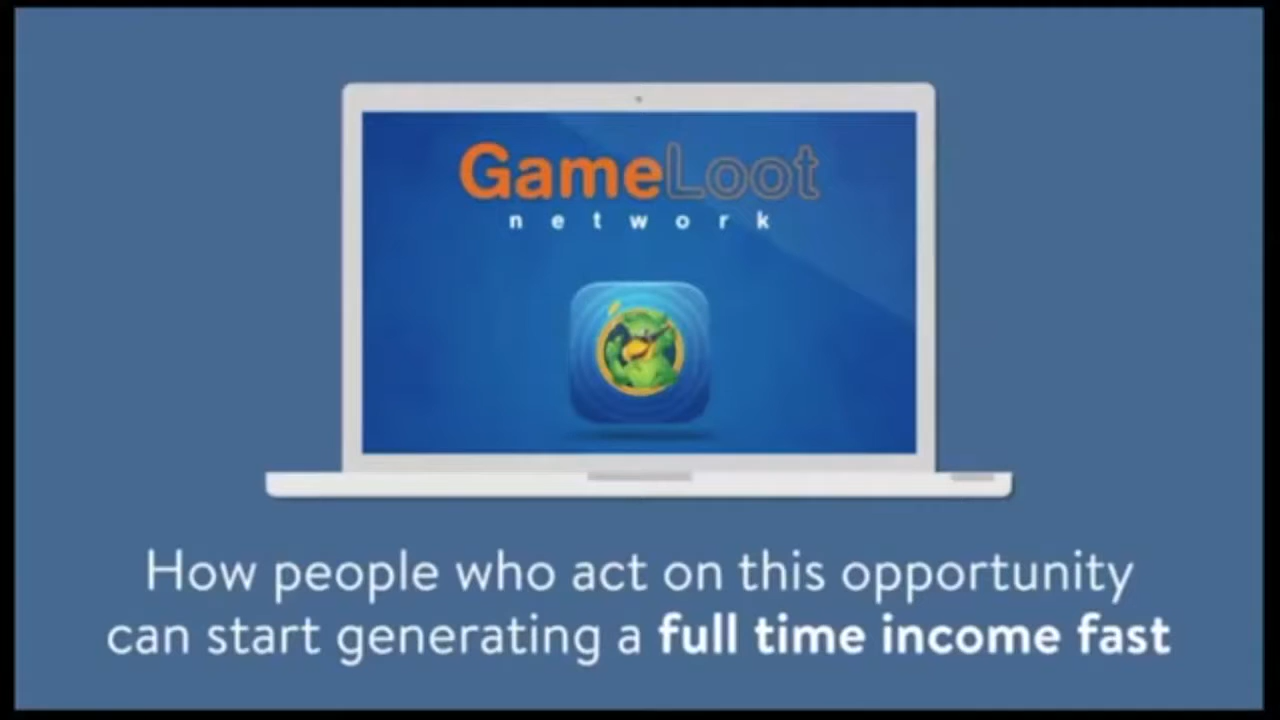 GameLoot
network
How people who act on this opportunity
can start generating a full time income fast